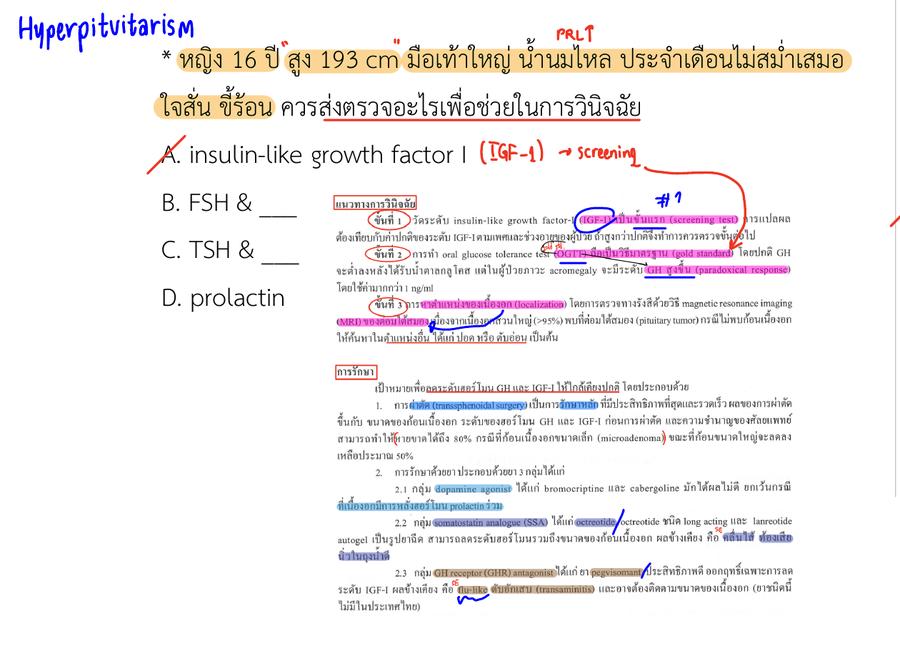 Hyperpituitarism
PRL↑
* หญิง 16 ปี "สูง 193 cm" มือเท้าใหญ่ น้ำนมไหล ประจำเดือนไม่สม่ำเสมอ
ใจสั่น ขี้ร้อน ควรส่งตรวจอะไรเพื่อช่วยในการวินิจฉัย
A. insulin-like growth factor I (IGF-1) → screening
B. FSH & ___
C. TSH & ___
D. prolactin
แนวทางการวินิจฉัย
ขั้นที่ 1 วัดระดับ insulin-like growth factor-I (IGF-I) เป็นขั้นแรก (screening test) การแปลผล
ต้องเทียบกับค่าปกติของระดับ IGF-I ตามเพศและช่วงอายุของผู้ป่วย ถ้าสูงกว่าปกติจึงทำการควรตรวจขั้นต่อไป
ขั้นที่ 2 การทำ oral glucose tolerance test (OGTT) ถือเป็นวิธีมาตรฐาน (gold standard) โดยปกติ GH
จะต่ำลงหลังได้รับน้ำตาลกลูโคส แต่ในผู้ป่วยภาวะ acromegaly จะมีระดับ GH สูงขึ้น (paradoxical response)
โดยใช้ค่ามากกว่า 1 ng/ml
ขั้นที่ 3 การหาตำแหน่งของเนื้องอก (localization) โดยการตรวจทางรังสีด้วยวิธี magnetic resonance imaging
(MRI) ของต่อมใต้สมอง เนื่องจากเนื้องอกส่วนใหญ่ (>95%) พบที่ต่อมใต้สมอง (pituitary tumor) กรณีไม่พบก้อนเนื้องอก
ให้ค้นหาในตำแหน่งอื่น ได้แก่ ปอด หรือ ตับอ่อน เป็นต้น
การรักษา
เป้าหมายเพื่อลดระดับฮอร์โมน GH และ IGF-I ให้ใกล้เคียงปกติ โดยประกอบด้วย
1. การผ่าตัด (transsphenoidal surgery) เป็นการรักษาหลัก ที่มีประสิทธิภาพที่สุดและรวดเร็ว ผลของการผ่าตัด
ขึ้นกับ ขนาดของก้อนเนื้องอก ระดับของฮอร์โมน GH และ IGF-I ก่อนการผ่าตัด และความชำนาญของศัลยแพทย์
สามารถทำให้หายขาดได้ถึง 80% กรณีที่ก้อนเนื้องอกขนาดเล็ก (microadenoma) ขณะที่ก้อนขนาดใหญ่จะลดลง
เหลือประมาณ 50%
2. การรักษาด้วยยา ประกอบด้วยยา 3 กลุ่มได้แก่
2.1 กลุ่ม dopamine agonist ได้แก่ bromocriptine และ cabergoline มักได้ผลไม่ดี ยกเว้นกรณี
ที่เนื้องอกมีการหลั่งฮอร์โมน prolactin ร่วม
2.2 กลุ่ม somatostatin analogue (SSA) ได้แก่ octreotide, octreotide ชนิด long acting และ lanreotide
autogel เป็นรูปยาฉีด สามารถลดระดับฮอร์โมนรวมถึงขนาดของก้อนเนื้องอก ผลข้างเคียง คือ คลื่นไส้ ท้องเสีย
นิ่วในถุงน้ำดี
2.3 กลุ่ม GH receptor (GHR) antagonist ได้แก่ ยา pegvisomant ประสิทธิภาพดี ออกฤทธิ์เฉพาะการลด
ระดับ IGF-I ผลข้างเคียง คือ flu-like ตับอักเสบ (transaminitis) และอาจต้องติดตามขนาดของเนื้องอก (ยาชนิดนี้
ไม่มีในประเทศไทย)